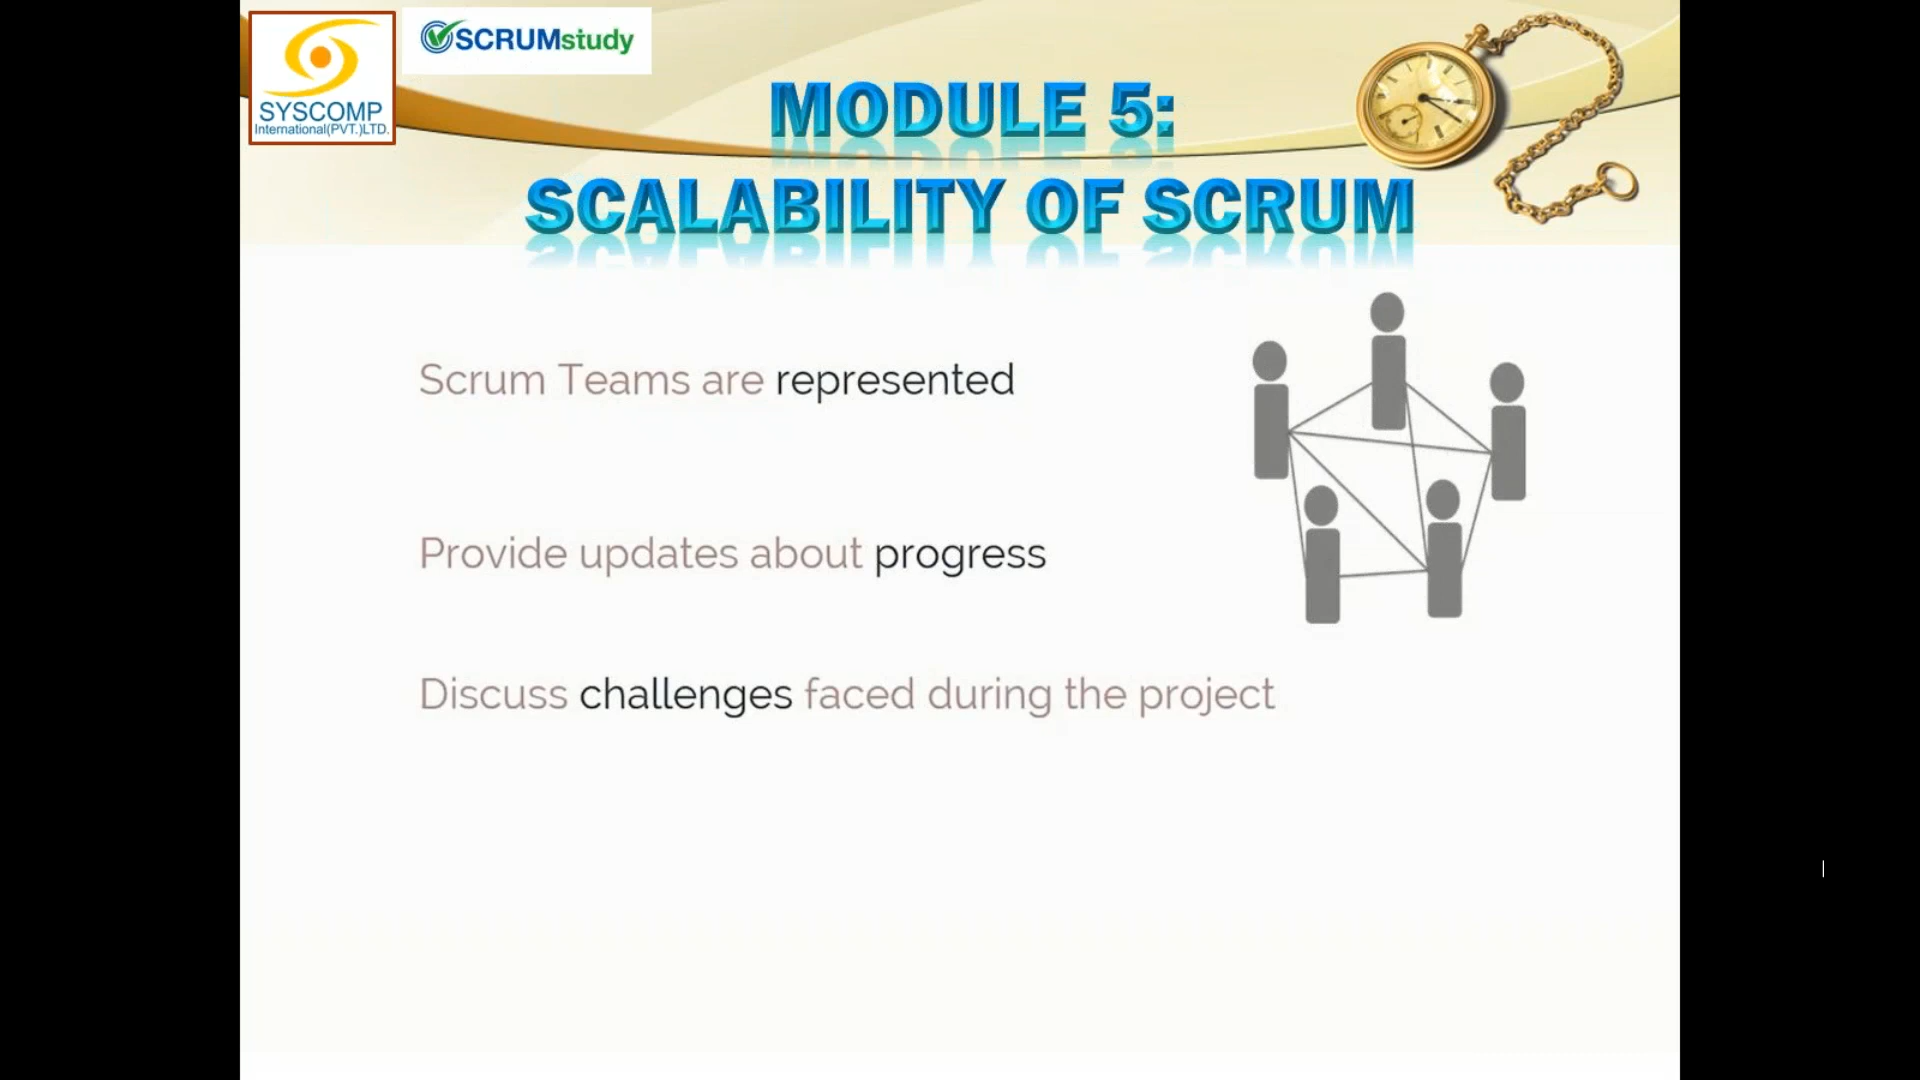 SYSCOMP
International(PVT.)LTD.
SCRUMstudy
MODULE 5:
SCALABILITY OF SCRUM
Scrum Teams are represented
Provide updates about progress
Discuss challenges faced during the project